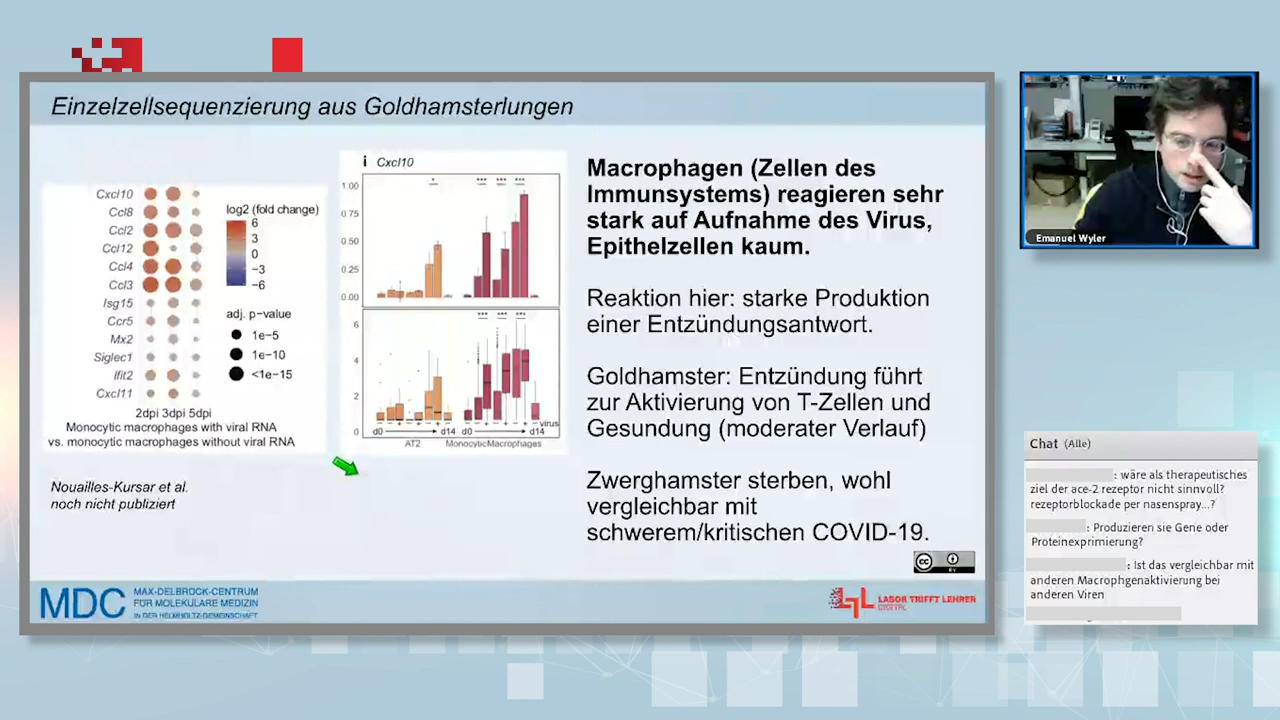 Einzelzellsequenzierung aus Goldhamsterlungen
Cxcl10
Ccl8
Ccl2
Ccl12
Ccl4
Ccl3
Isg15
Ccr5
Mx2
Siglec1
Ifit2
Cxcl11
2dpi 3dpi 5dpi
Monocytic macrophages with viral RNA
vs. monocytic macrophages without viral RNA
log2 (fold change)
6
3
0
−3
−6
adj. p−value
1e−5
1e−10
<1e−15
i Cxcl10
1.00
0.75
0.50
0.25
0.00
6
4
2
0
virus
d0 d14 d0 d14
AT2 MonocyticMacrophages
Nouailles-Kursar et al.
noch nicht publiziert
Macrophagen (Zellen des
Immunsystems) reagieren sehr
stark auf Aufnahme des Virus,
Epithelzellen kaum.
Reaktion hier: starke Produktion
einer Entzündungsantwort.
Goldhamster: Entzündung führt
zur Aktivierung von T-Zellen und
Gesundung (moderater Verlauf)
Zwerghamster sterben, wohl
vergleichbar mit
schwerem/kritischen COVID-19.
cc
BY
MDC
MAX-DELBRÜCK-CENTRUM
FÜR MOLEKULARE MEDIZIN
IN DER HELMHOLTZ-GEMEINSCHAFT
LABOR TRIFFT LEHRER
DIGITAL
Emanuel Wyler
Chat (Alle)
: wäre als therapeutisches
ziel der ace-2 rezeptor nicht sinnvoll?
rezeptorblockade per nasenspray...?
: Produzieren sie Gene oder
Proteinexprimierung?
: Ist das vergleichbar mit
anderen Macrophgenaktivierung bei
anderen Viren